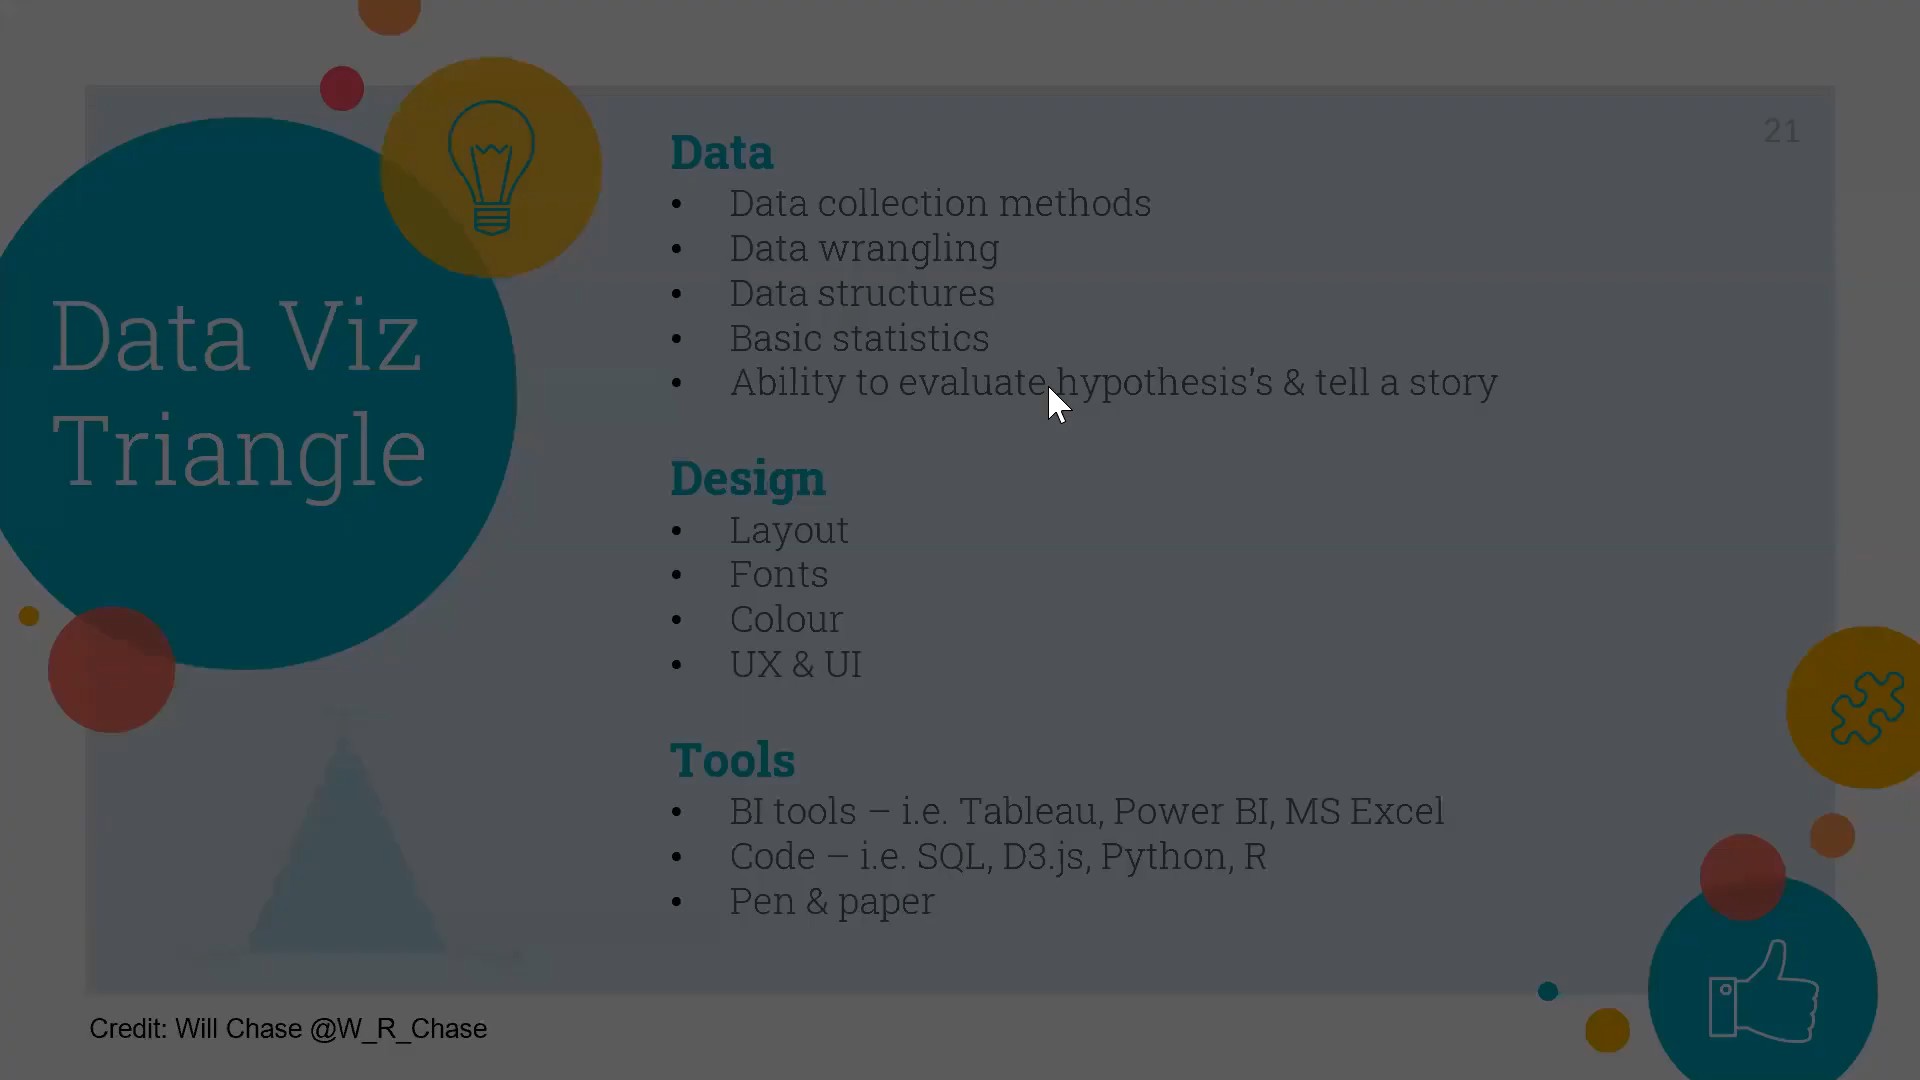 21
Data Viz
Triangle
Data
• Data collection methods
• Data wrangling
• Data structures
• Basic statistics
• Ability to evaluate hypothesis’s & tell a story
Design
• Layout
• Fonts
• Colour
• UX & UI
Tools
• BI tools – i.e. Tableau, Power BI, MS Excel
• Code – i.e. SQL, D3.js, Python, R
• Pen & paper
Credit: Will Chase @W_R_Chase